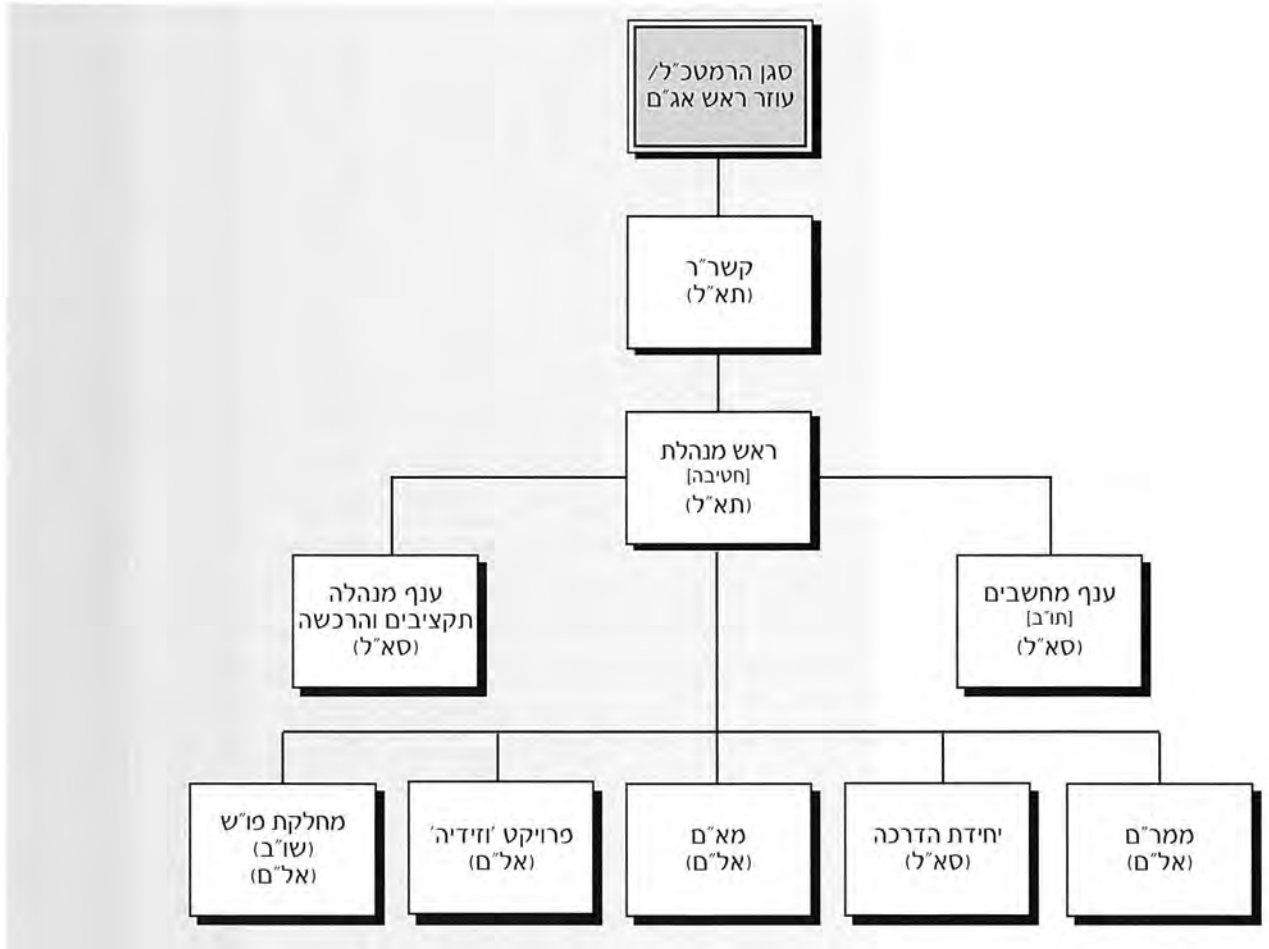 סגן הרמטכ״ל/
עוזר ראש אג״ם
קשר״ר
(תא״ל)
ראש מנהלת
[חטיבה]
(תא״ל)
ענף מחשבים
[תו״ב]
(סא״ל)
ענף מנהלה
תקציבים והרכשה
(סא״ל)
ממר״ם
(אל״ם)
יחידת הדרכה
(סא״ל)
מא״ם
(אל״ם)
פרויקט 'וזידיה'
(אל״ם)
מחלקת פו״ש
(שו״ב)
(אל״ם)